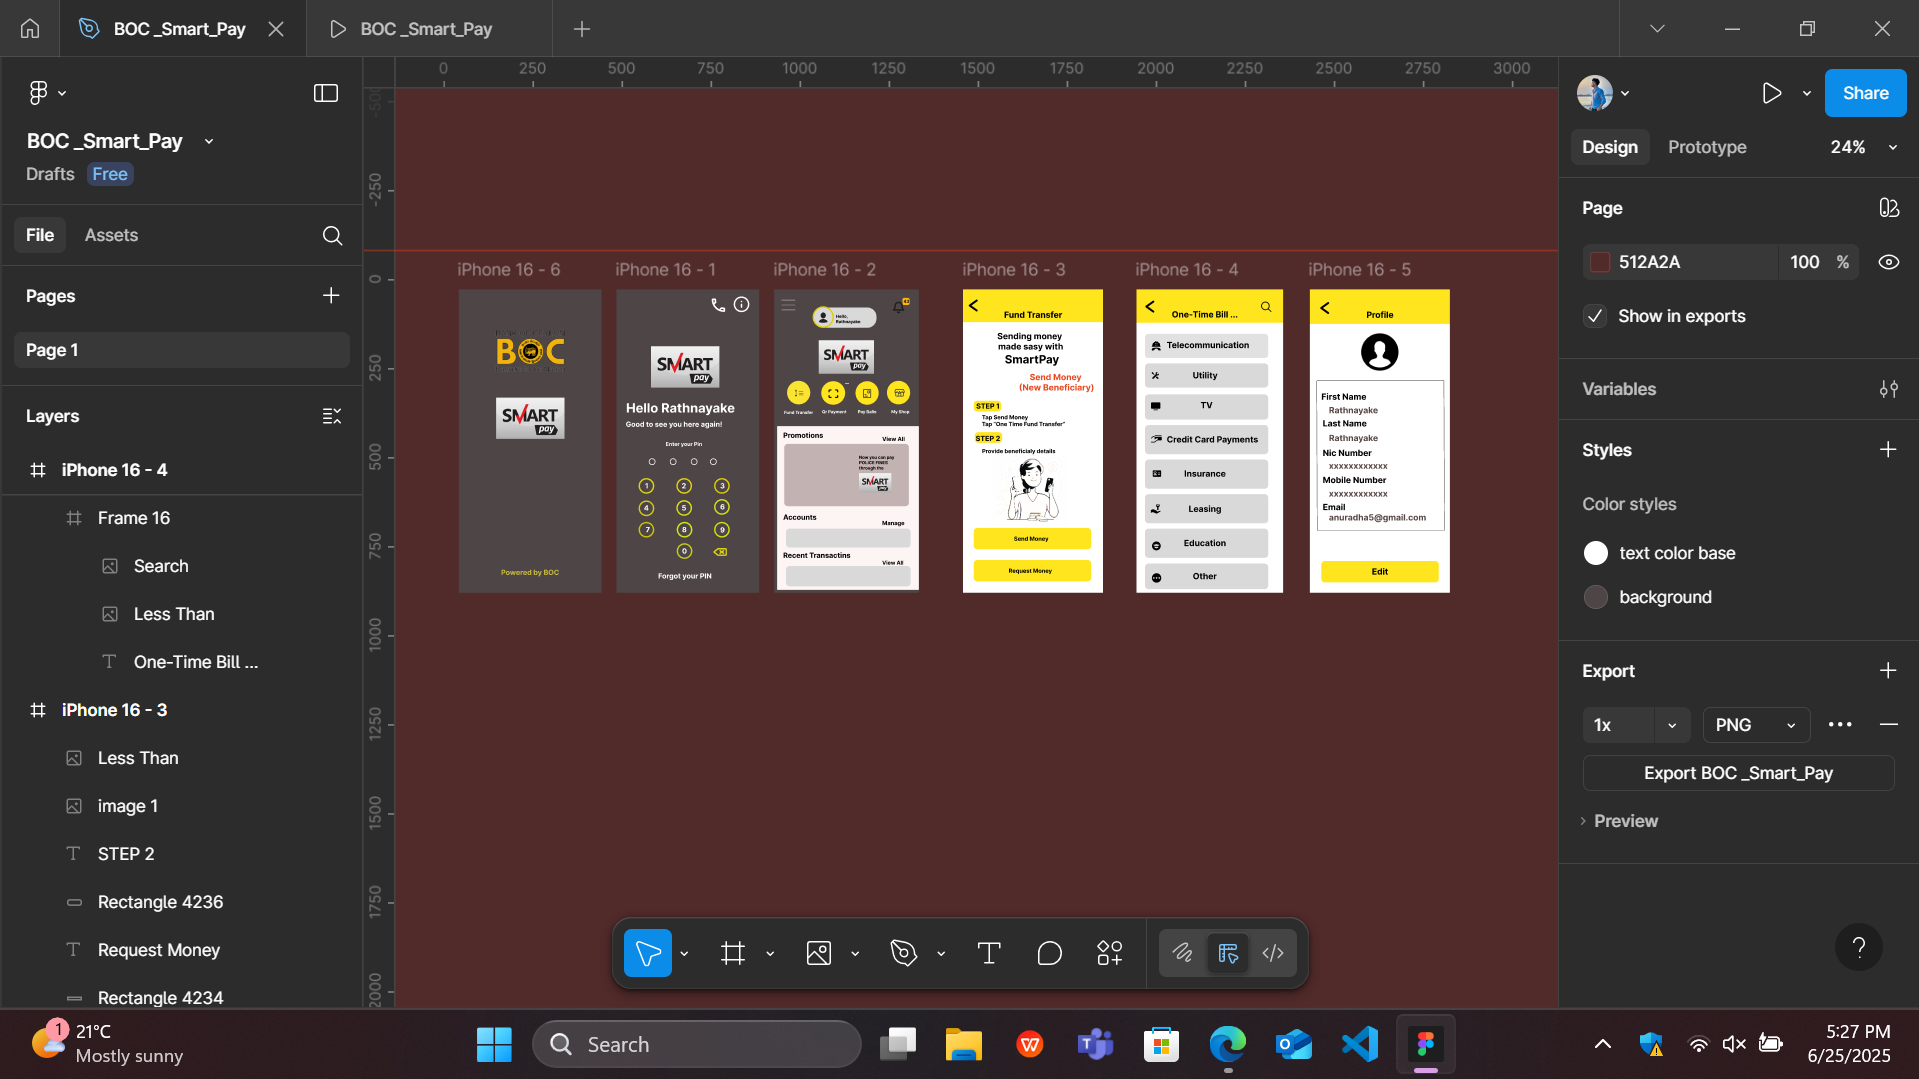 BOC _Smart_Pay
BOC _Smart_Pay
BOC _Smart_Pay
Drafts Free
File Assets
Pages
Page 1
Layers
iPhone 16 - 4
Frame 16
Search
Less Than
One-Time Bill ...
iPhone 16 - 3
Less Than
image 1
STEP 2
Rectangle 4236
Request Money
Rectangle 4234
0 250 500 750 1000 1250 1500 1750 2000 2250 2500 2750 3000
-500
-250
0
250
500
750
1000
1250
1500
1750
2000
iPhone 16 - 6
BOC
SMART
pay
Powered by BOC
iPhone 16 - 1
SMART
pay
Hello Rathnayake
Good to see you here again!
Enter your Pin
1 2 3
4 5 6
7 8 9
0
Forgot your PIN
iPhone 16 - 2
Hello,
Rathnayake
SMART
pay
Fund Transfer Qr Payment Pay Bills My Shop
Promotions
View All
Now you can pay
POLICE FINES
through the
SMART
pay
Accounts
Manage
Recent Transactins
View All
iPhone 16 - 3
Fund Transfer
Sending money
made sasy with
SmartPay
Send Money
(New Beneficiary)
STEP 1
Tap Send Money
Tap "One Time Fund Transfer"
STEP 2
Provide beneficialy details
Send Money
Request Money
iPhone 16 - 4
One-Time Bill ...
Telecommunication
Utility
TV
Credit Card Payments
Insurance
Leasing
Education
Other
iPhone 16 - 5
Profile
First Name
Rathnayake
Last Name
Rathnayake
Nic Number
xxxxxxxxxxxx
Mobile Number
xxxxxxxxxxxx
Email
anuradha5@gmail.com
Edit
Share
Design Prototype 24%
Page
512A2A 100 %
Show in exports
Variables
Styles
Color styles
text color base
background
Export
1x PNG
Export BOC _Smart_Pay
Preview
?
1
21°C
Mostly sunny
Search
5:27 PM
6/25/2025